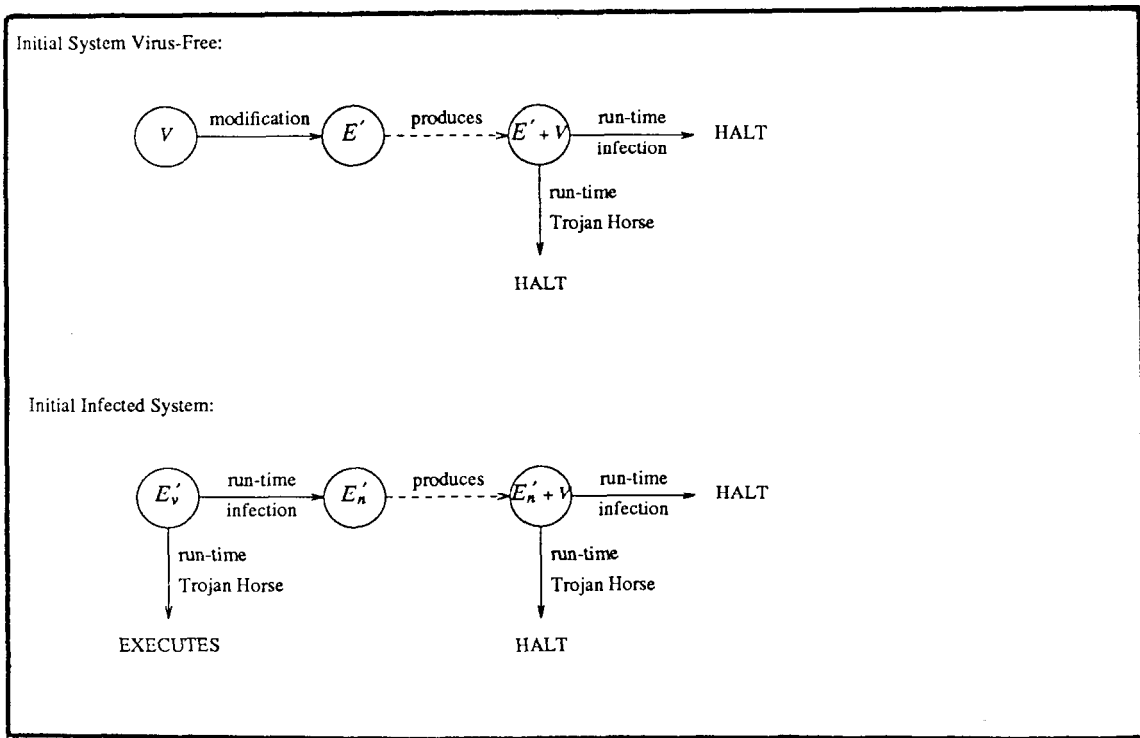 Initial System Virus-Free:
V
modification
E′
produces
E′ + V
run-time
infection
HALT
run-time
Trojan Horse
HALT
Initial Infected System:
E′v
run-time
infection
E′n
produces
E′n + V
run-time
infection
HALT
run-time
Trojan Horse
EXECUTES
run-time
Trojan Horse
HALT